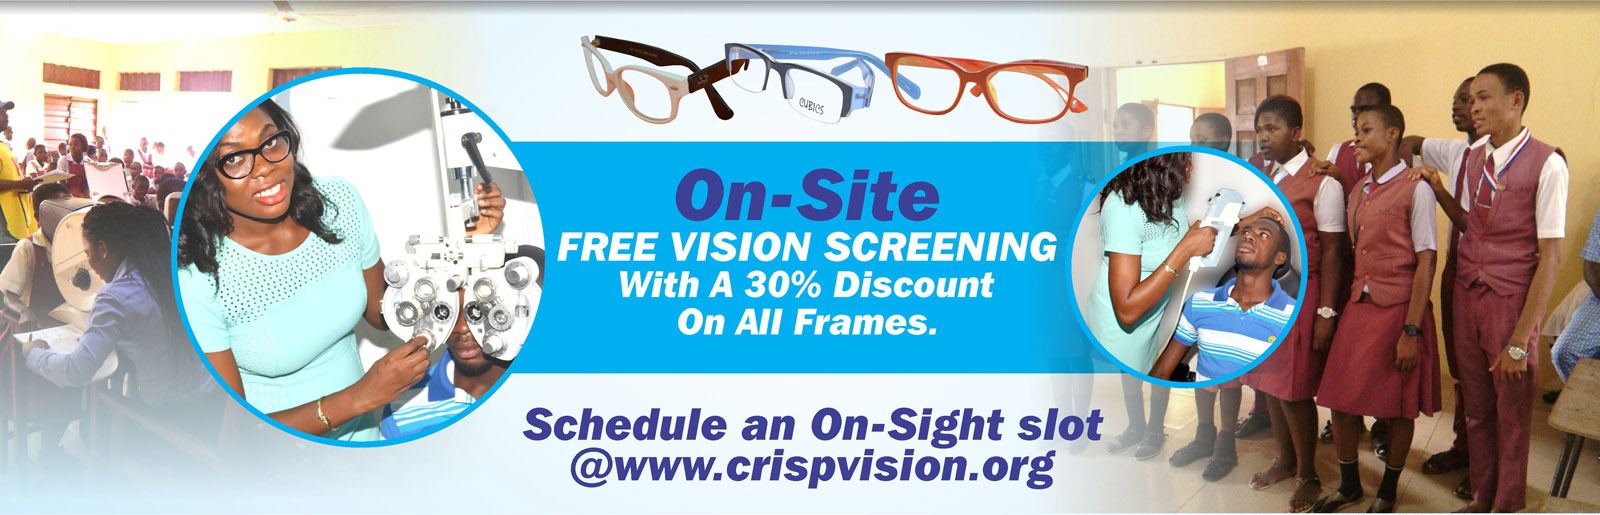 CUBICS
On-Site
FREE VISION SCREENING
With A 30% Discount
On All Frames.
Schedule an On-Sight slot
@www.crispvision.org